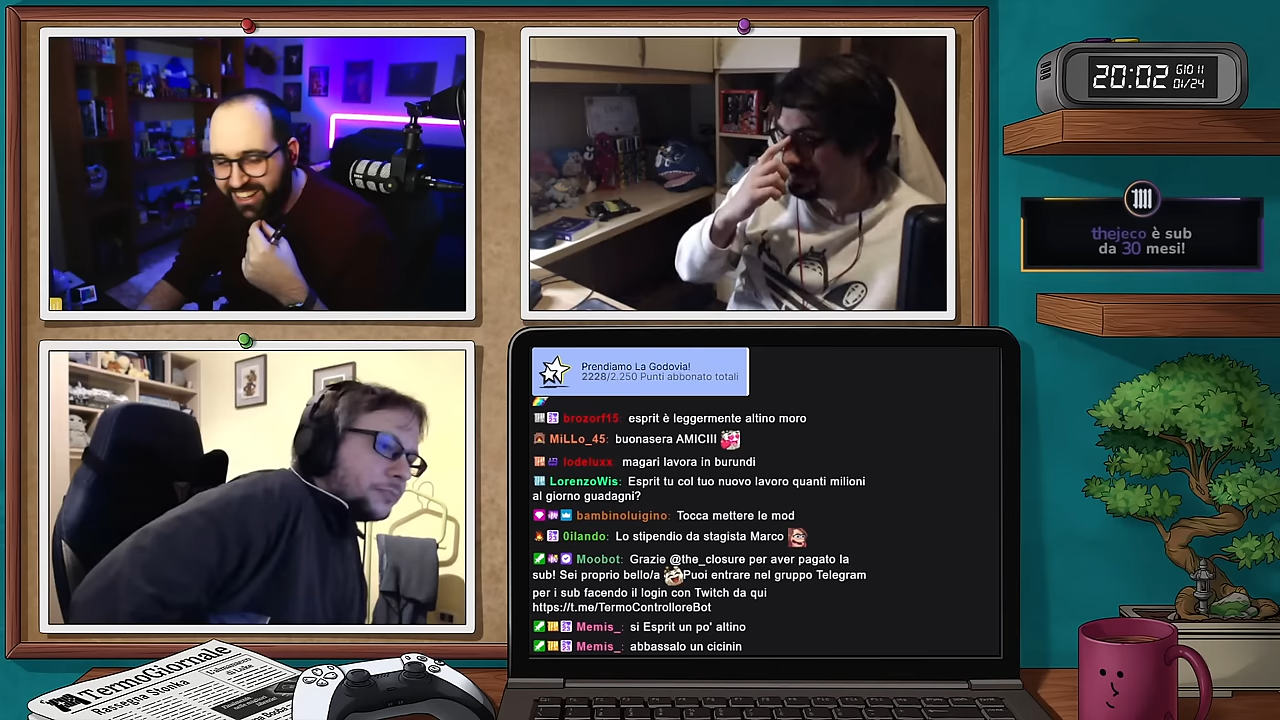 20:02
GIO 11
01/24
thejeco è sub
da 30 mesi!
Prendiamo La Godovia!
2228/2.250 Punti abbonato totali
brozorf15: esprit è leggermente altino moro
MiLLo_45: buonasera AMICIII
lodeluxx magari lavora in burundi
LorenzoWis: Esprit tu col tuo nuovo lavoro quanti milioni
al giorno guadagni?
bambinoluigino: Tocca mettere le mod
0ilando: Lo stipendio da stagista Marco
Moobot: Grazie @the_closure per aver pagato la
sub! Sei proprio bello/a Puoi entrare nel gruppo Telegram
per i sub facendo il login con Twitch da qui
https://t.me/TermoControlloreBot
Memis_: si Esprit un po' altino
Memis_: abbassalo un cicinin
TermoGiornale